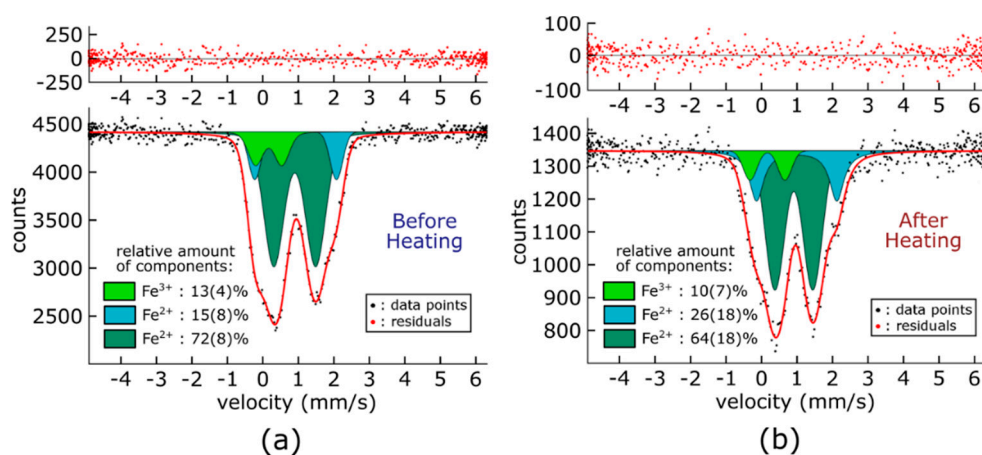 250
0
-250
-4 -3 -2 -1 0 1 2 3 4 5 6
4500
4000
3500
3000
2500
counts
Before
Heating
relative amount
of components:
Fe³⁺ : 13(4)%
Fe²⁺ : 15(8)%
Fe²⁺ : 72(8)%
: data points
: residuals
-4 -3 -2 -1 0 1 2 3 4 5 6
velocity (mm/s)
(a)
100
0
-100
-4 -3 -2 -1 0 1 2 3 4 5 6
1400
1300
1200
1100
1000
900
800
counts
After
Heating
relative amount
of components:
Fe³⁺ : 10(7)%
Fe²⁺ : 26(18)%
Fe²⁺ : 64(18)%
: data points
: residuals
-4 -3 -2 -1 0 1 2 3 4 5 6
velocity (mm/s)
(b)